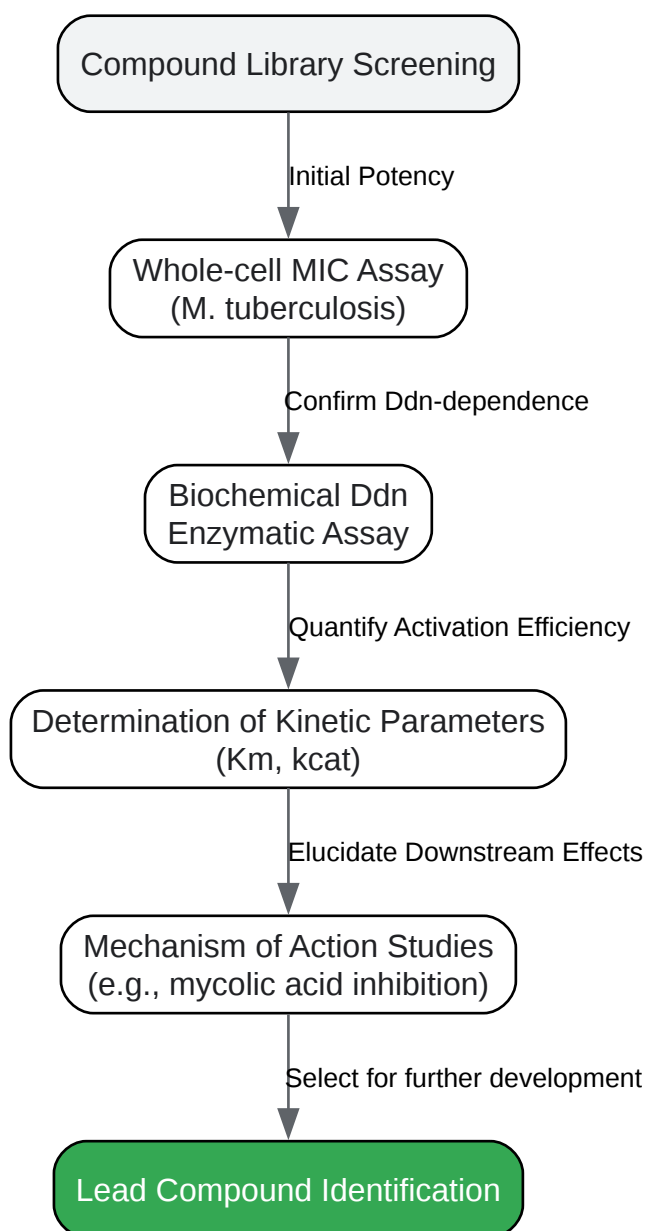 Compound Library Screening
Initial Potency
Whole-cell MIC Assay
(M. tuberculosis)
Confirm Ddn-dependence
Biochemical Ddn
Enzymatic Assay
Quantify Activation Efficiency
Determination of Kinetic Parameters
(Km, kcat)
Elucidate Downstream Effects
Mechanism of Action Studies
(e.g., mycolic acid inhibition)
Select for further development
Lead Compound Identification